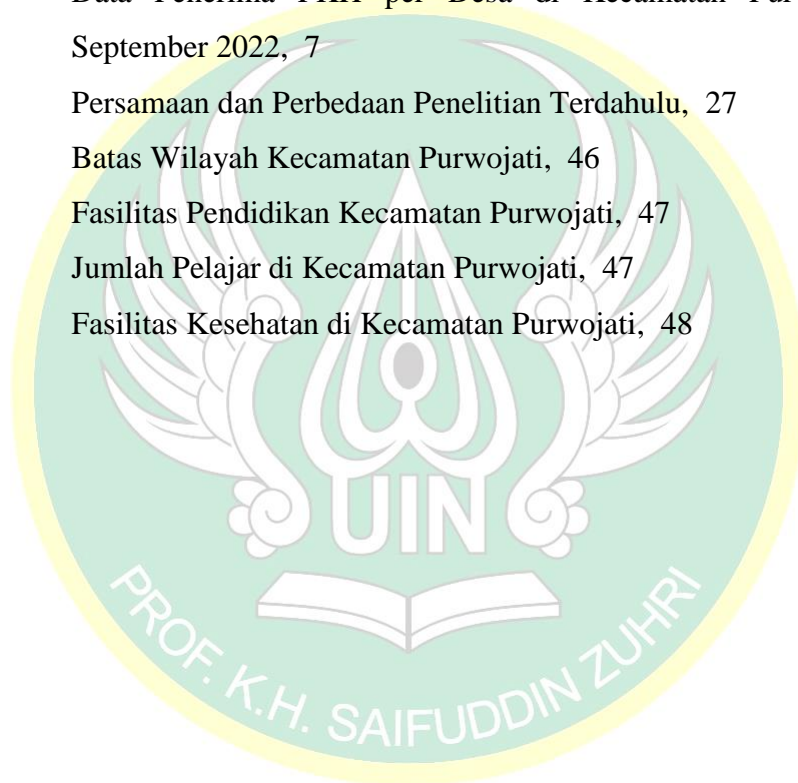 September 2022, 7
Persamaan dan Perbedaan Penelitian Terdahulu, 27
Batas Wilayah Kecamatan Purwojati, 46
Fasilitas Pendidikan Kecamatan Purwojati, 47
Jumlah Pelajar di Kecamatan Purwojati, 47
Fasilitas Kesehatan di Kecamatan Purwojati, 48
UIN
PROF. K.H. SAIFUDDIN ZUHRI